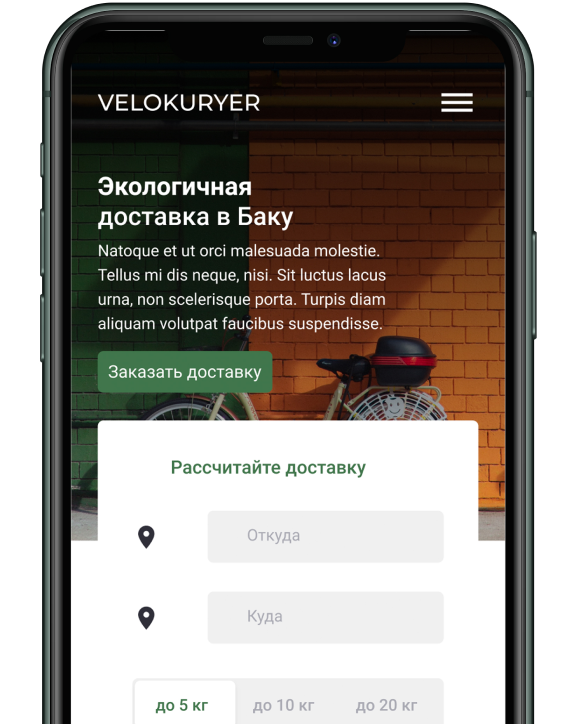 VELOKURYER
Экологичная
доставка в Баку
Natoque et ut orci malesuada molestie.
Tellus mi dis neque, nisi. Sit luctus lacus
urna, non scelerisque porta. Turpis diam
aliquam volutpat faucibus suspendisse.
Заказать доставку
Рассчитайте доставку
Откуда
Куда
до 5 кг до 10 кг до 20 кг